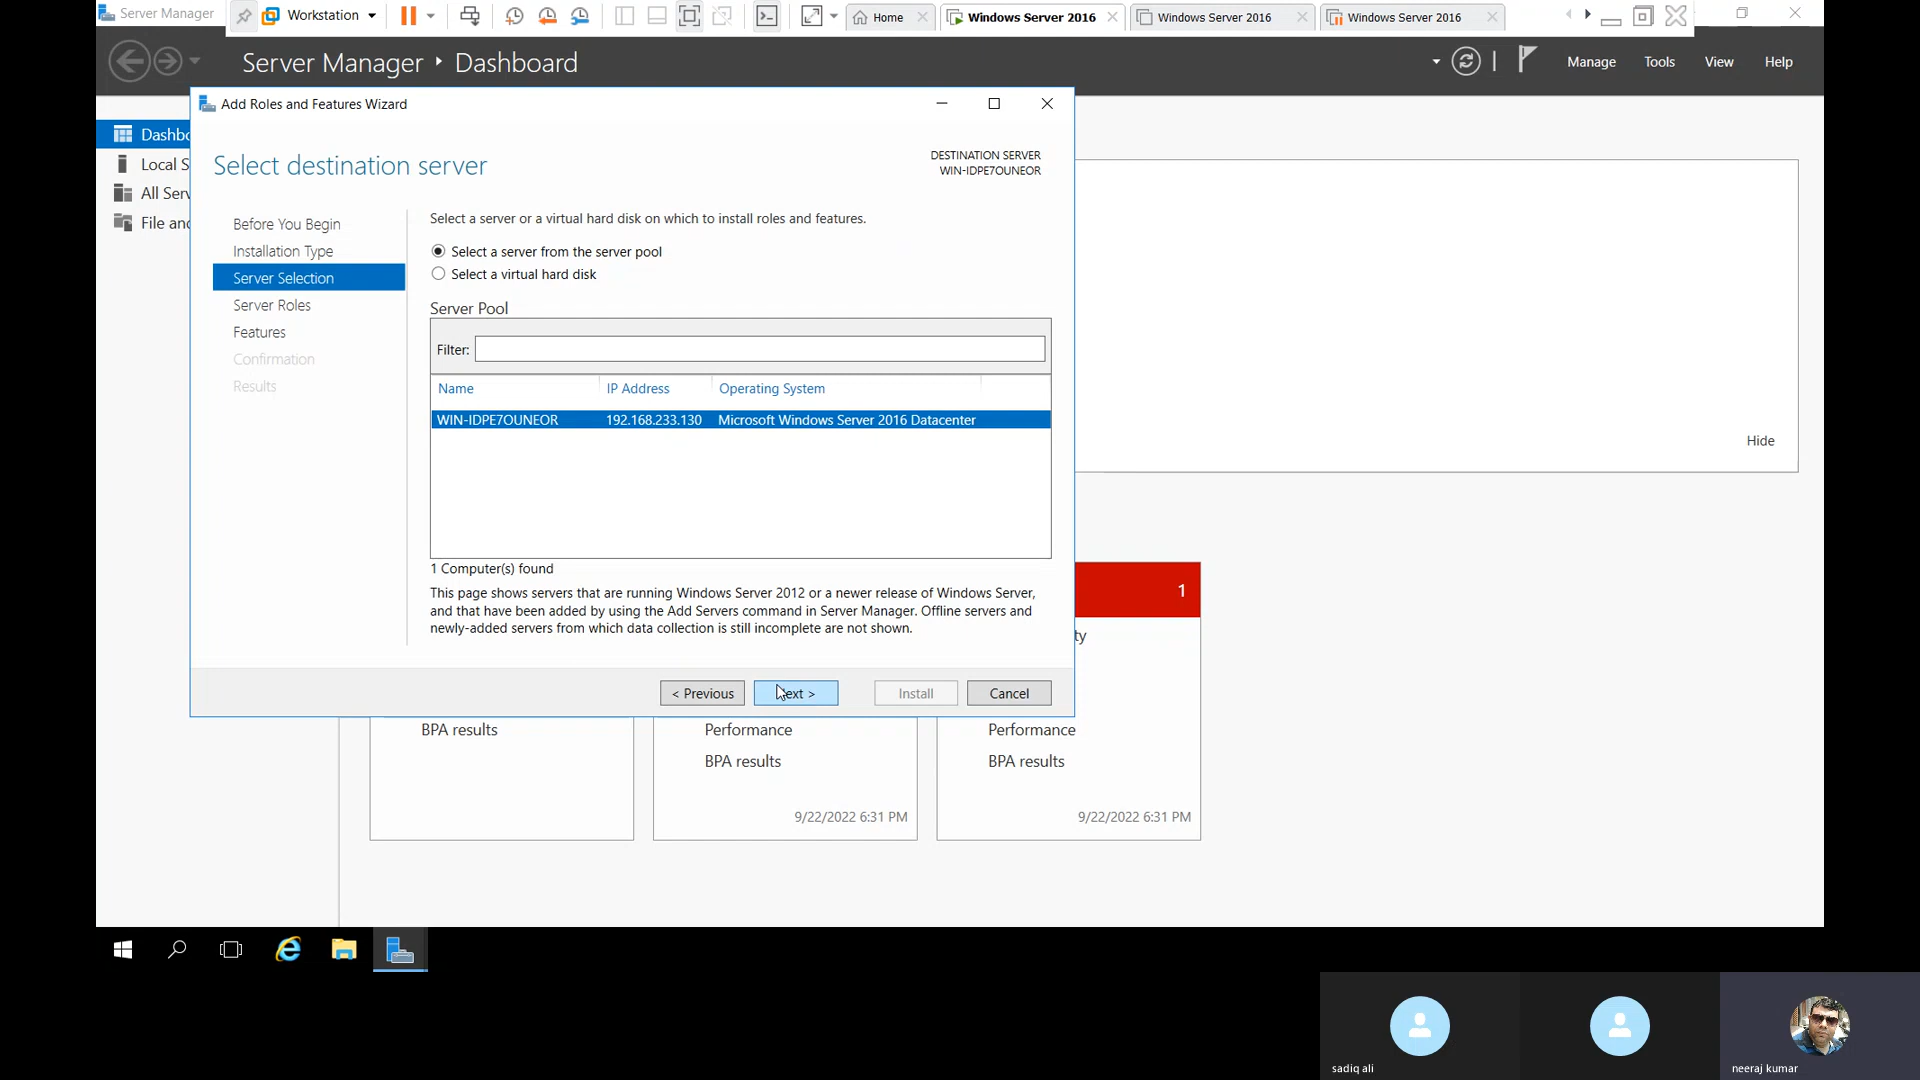 Server Manager
Workstation
Home
Windows Server 2016
Windows Server 2016
Windows Server 2016
Server Manager
Dashboard
Manage
Tools
View
Help
Dashbo
Local S
All Serv
File and
Add Roles and Features Wizard
Select destination server
DESTINATION SERVER
WIN-IDPE7OUNEOR
Before You Begin
Installation Type
Server Selection
Server Roles
Features
Confirmation
Results
Select a server or a virtual hard disk on which to install roles and features.
Select a server from the server pool
Select a virtual hard disk
Server Pool
Filter:
Name IP Address Operating System
WIN-IDPE7OUNEOR 192.168.233.130 Microsoft Windows Server 2016 Datacenter
1 Computer(s) found
This page shows servers that are running Windows Server 2012 or a newer release of Windows Server,
and that have been added by using the Add Servers command in Server Manager. Offline servers and
newly-added servers from which data collection is still incomplete are not shown.
< Previous
ext >
Install
Cancel
Hide
1
ty
BPA results
Performance
BPA results
9/22/2022 6:31 PM
Performance
BPA results
9/22/2022 6:31 PM
sadiq ali
neeraj kumar